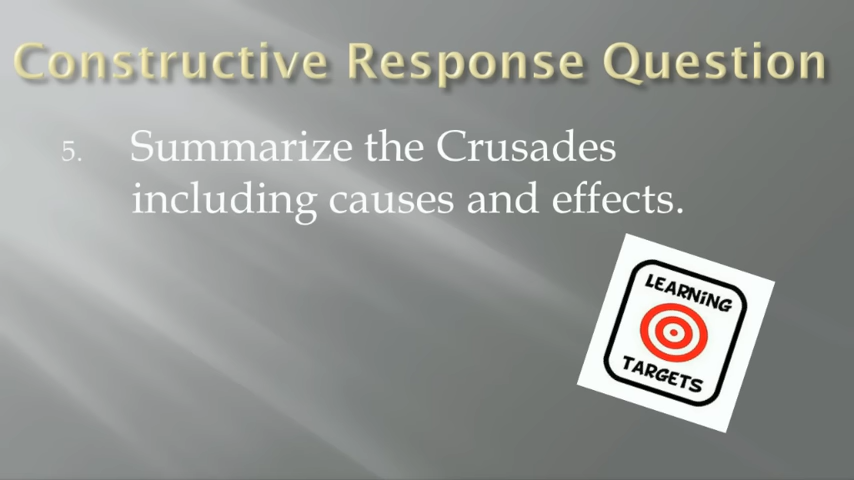 Constructive Response Question
5. Summarize the Crusades
including causes and effects.
LEARNiNG
TARGETS